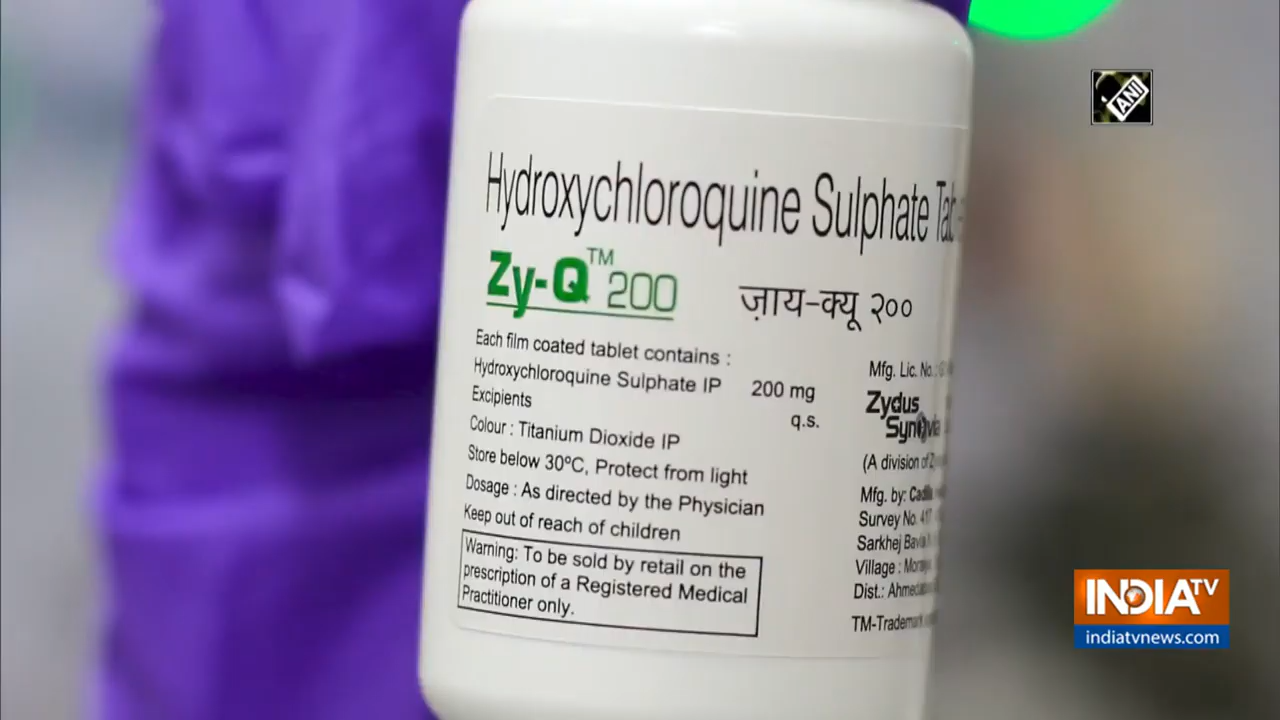 ANI
Hydroxychloroquine Sulphate
Zy-Q™ 200
ज़ाय-क्यू २००
Each film coated tablet contains :
Hydroxychloroquine Sulphate IP 200 mg
Excipients q.s.
Colour : Titanium Dioxide IP
Store below 30°C, Protect from light
Dosage : As directed by the Physician
Keep out of reach of children
Warning: To be sold by retail on the
prescription of a Registered Medical
Practitioner only.
Mfg. Lic. No.:
Zydus
Synovia
(A division of
Mfg. by:
Survey No. 417
Sarkhej
Village :
Dist.:
INDIA TV
indiatvnews.com